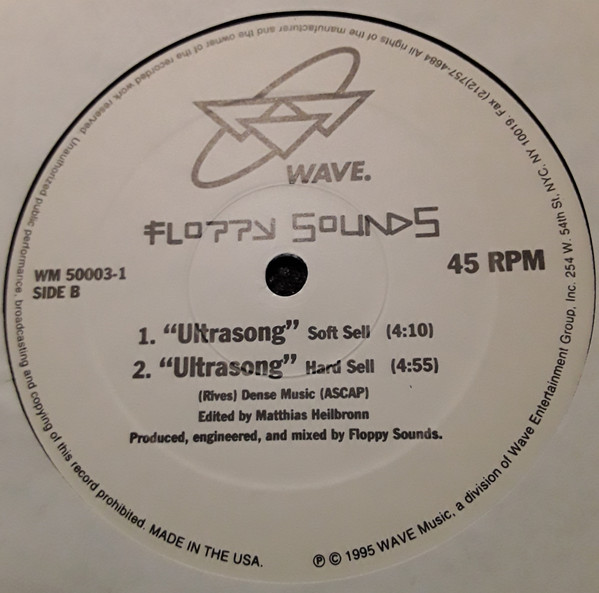 WAVE.
FLOPPY SOUNDS
WM 50003-1
SIDE B
45 RPM
1. “Ultrasong” Soft Sell (4:10)
2. “Ultrasong” Hard Sell (4:55)
(Rives) Dense Music (ASCAP)
Edited by Matthias Heilbronn
Produced, engineered, and mixed by Floppy Sounds.
℗ © 1995 WAVE Music, a division of Wave Entertainment Group, Inc. 254 W. 54th St, NYC, NY 10019. Fax (212)757-4684 All rights of the manufacturer and the owner of the recorded work reserved. Unauthorized public performance, broadcasting and copying of this record prohibited. MADE IN THE USA.